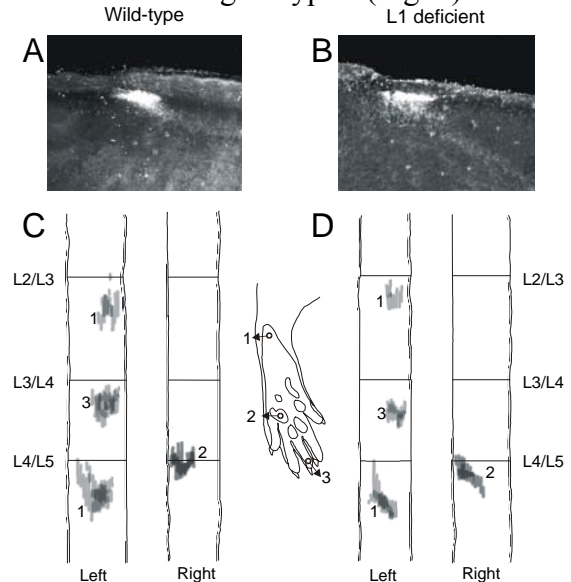 Wild-type
L1 deficient
A
B
C
D
L2/L3
L3/L4
L4/L5
1
3
1
2
Left
Right
1
2
3
1
3
1
2
L2/L3
L3/L4
L4/L5
Left
Right